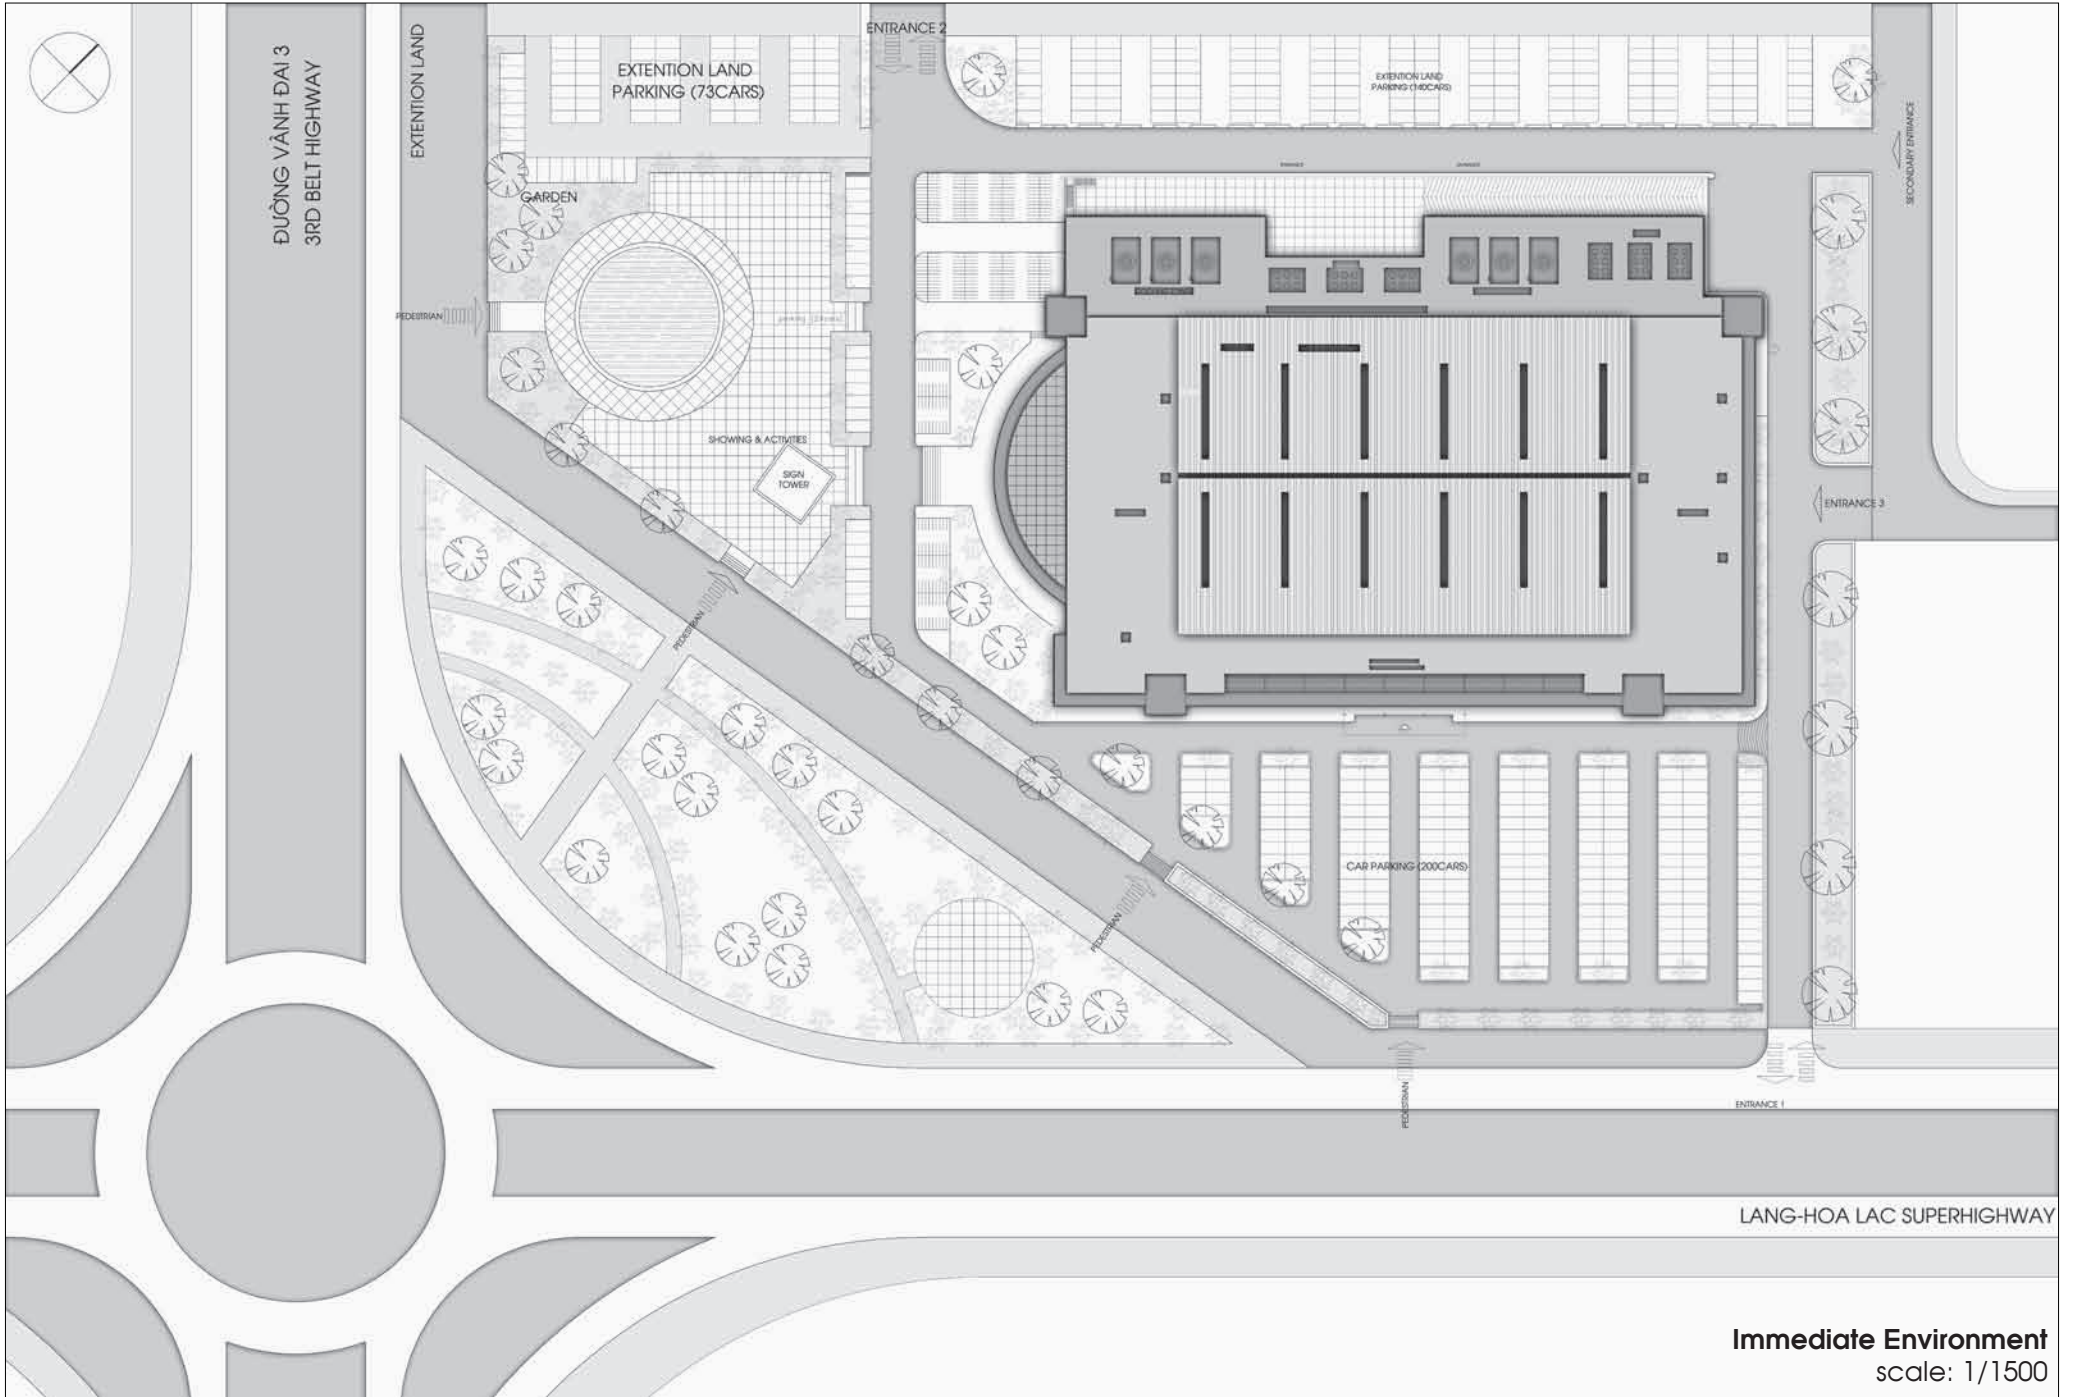 ENTRANCE 2
ĐUỜNG VÀNH ĐAI 3
3RD BELT HIGHWAY
EXTENTION LAND
EXTENTION LAND
PARKING (73CARS)
EXTENTION LAND
PARKING (140CARS)
SECONDARY ENTRANCE
GARDEN
PEDESTRIAN
SHOWING & ACTIVITIES
SIGN
TOWER
ENTRANCE 3
PEDESTRIAN
CAR PARKING (200CARS)
PEDESTRIAN
PEDESTRIAN
ENTRANCE 1
LANG-HOA LAC SUPERHIGHWAY
Immediate Environment
scale: 1/1500